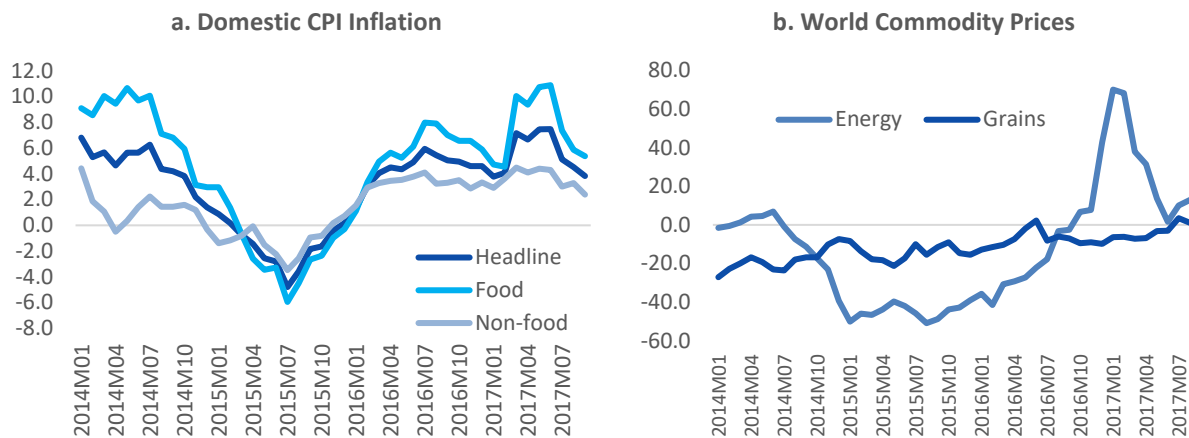 a. Domestic CPI Inflation
12.0
10.0
8.0
6.0
4.0
2.0
0.0
-2.0
-4.0
-6.0
-8.0
Headline
Food
Non-food
2014M01
2014M04
2014M07
2014M10
2015M01
2015M04
2015M07
2015M10
2016M01
2016M04
2016M07
2016M10
2017M01
2017M04
2017M07
b. World Commodity Prices
80.0
60.0
40.0
20.0
0.0
-20.0
-40.0
-60.0
Energy
Grains
2014M01
2014M04
2014M07
2014M10
2015M01
2015M04
2015M07
2015M10
2016M01
2016M04
2016M07
2016M10
2017M01
2017M04
2017M07